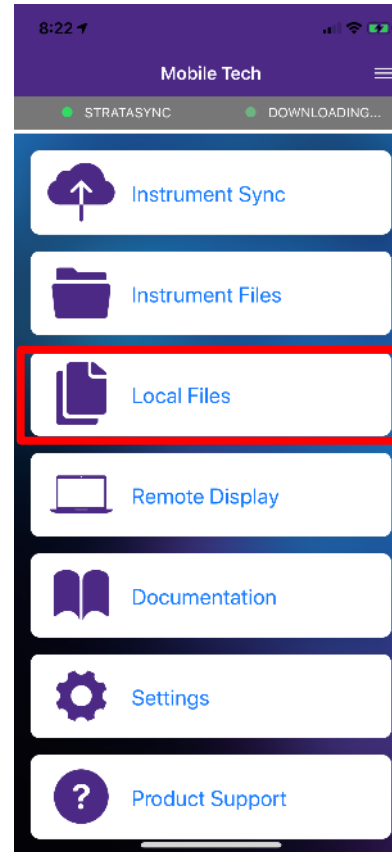 8:22
Mobile Tech
STRATASYNC
DOWNLOADING...
Instrument Sync
Instrument Files
Local Files
Remote Display
Documentation
Settings
?
Product Support